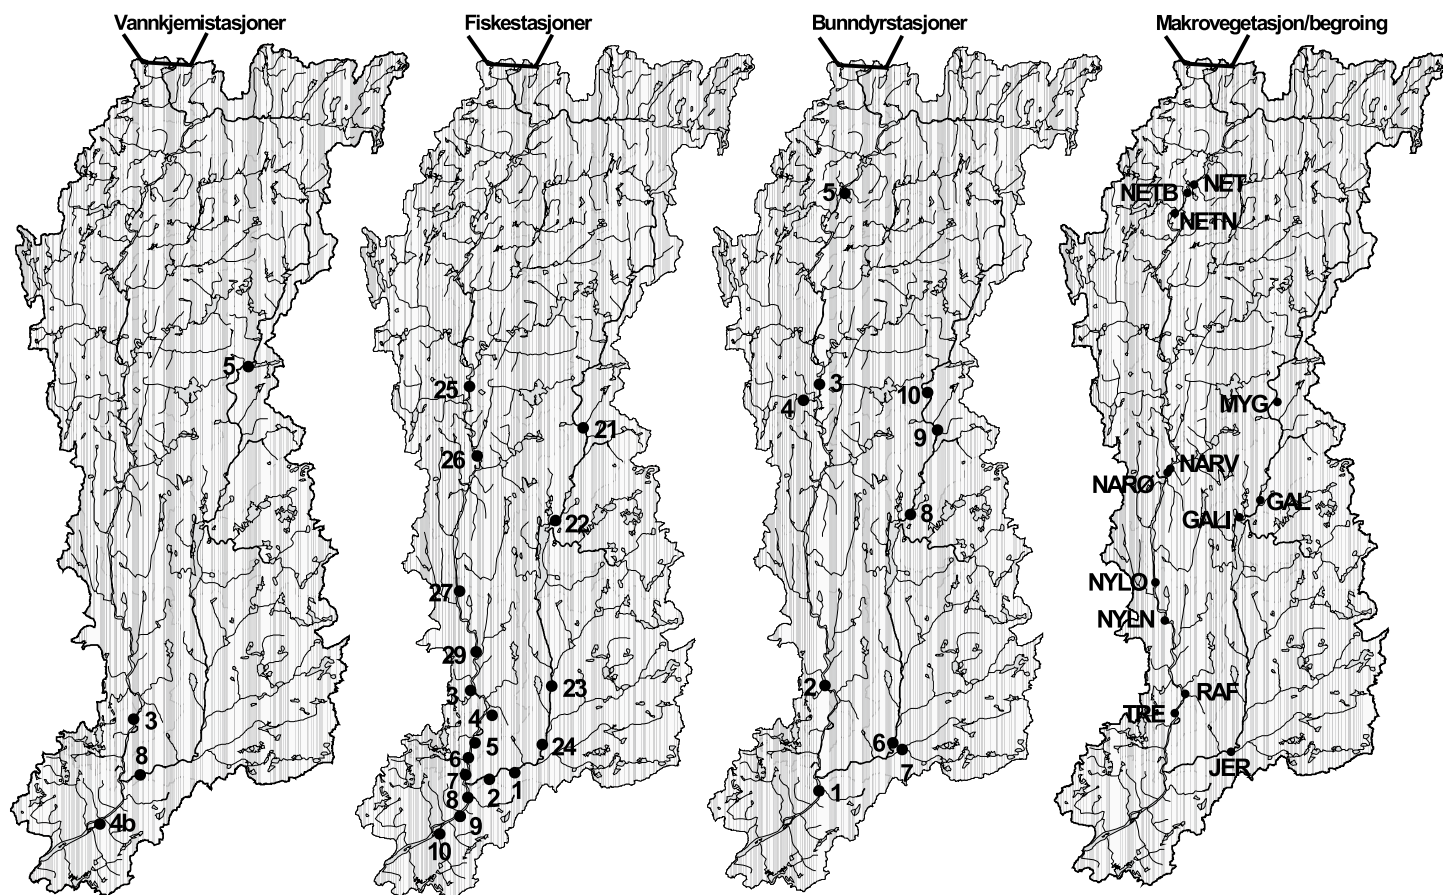 Vannkjemistasjoner
5
3
8
4b
Fiskestasjoner
25
21
26
22
27
29
3
23
4
5
24
6
7
2
1
8
9
10
Bunndyrstasjoner
5
3
4
10
9
8
2
6
7
1
Makrovegetasjon/begroing
NET
NETB
NETN
MYG
NARV
NARØ
GAL
GALI
NYLØ
NYLN
RAF
TRE
JER